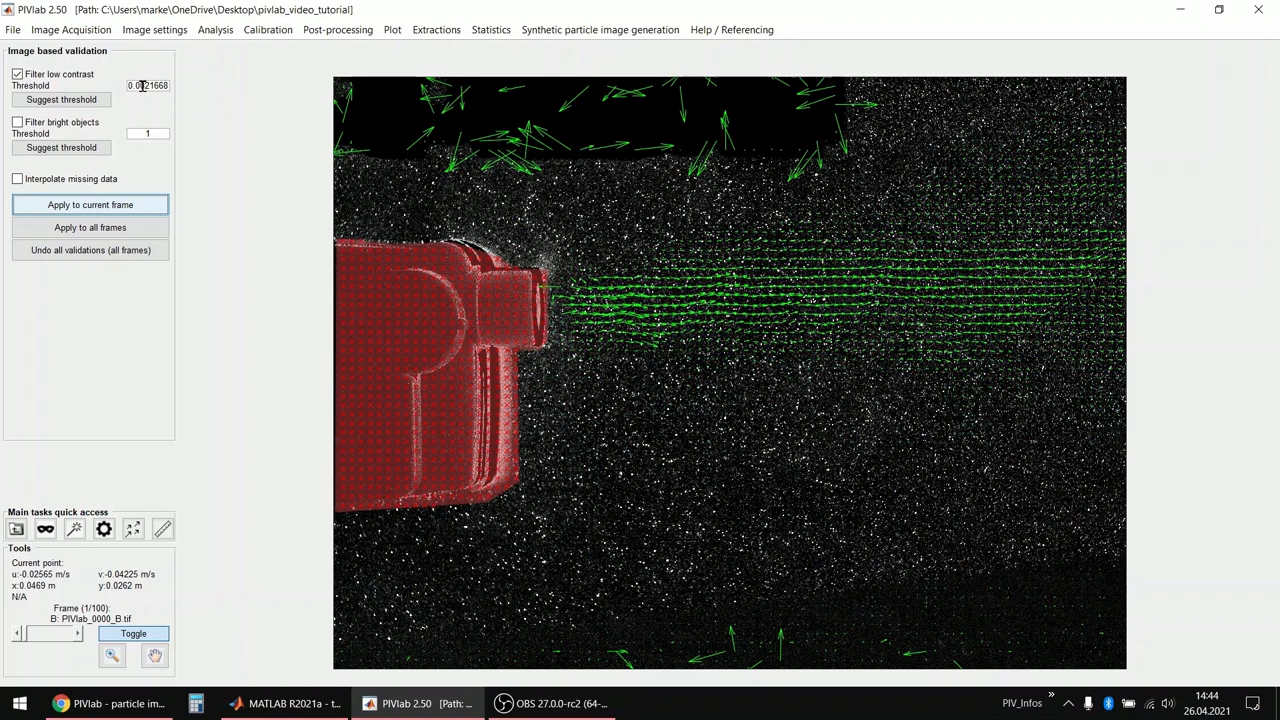 PIVlab 2.50 [Path: C:\Users\marke\OneDrive\Desktop\pivlab_video_tutorial]
File Image Acquisition Image settings Analysis Calibration Post-processing Plot Extractions Statistics Synthetic particle image generation Help / Referencing
Image based validation
Filter low contrast
Threshold
Suggest threshold
Filter bright objects
Threshold 1
Suggest threshold
Interpolate missing data
Apply to current frame
Apply to all frames
Undo all validations (all frames)
Main tasks quick access
Tools
Current point:
u:-0.02565 m/s v:-0.04225 m/s
x:0.0469 m y:0.0262 m
N/A
Frame (1/100):
B: PIVlab_0000_B.tif
Toggle
PIVlab - particle im...
MATLAB R2021a - t...
PIVlab 2.50 [Path: ...
OBS 27.0.0-rc2 (64-...
PIV_Infos
14:44
26.04.2021